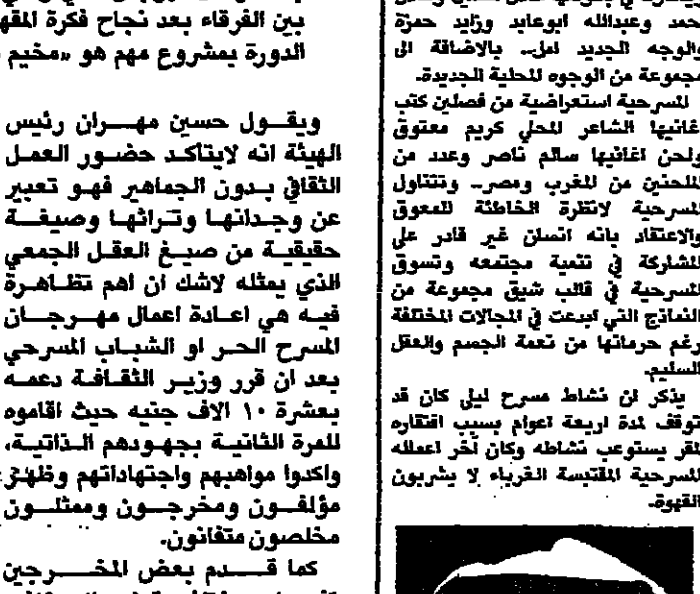 بين الفرقاء بعد نجاح فكرة
الدورة بمشروع مهم هو «مخيم
ويقول حسين مهران رئيس
الهيئة انه لايتأكد حضور العمل
الثقافي بدون الجماهير فهو تعبير
عن وجدانها وتراثها وصيغة
حقيقية من صيغ العقل الجمعي
الذي يمثله لاشك ان اهم تظاهرة
فيه هي اعادة اعمال مهرجان
المسرح الحر او الشباب المسرحي
بعد ان قرر وزير الثقافة دعمه
بعشرة ١٠ الاف جنيه حيث اقاموه
للمرة الثانية بجهودهم الذاتية،
واكدوا مواهبهم واجتهاداتهم وظهر
مؤلفون ومخرجون وممثلون
مخلصون متفانون.
كما قدم بعض المخرجين
حمد وعبدالله ابوعابد وزايد حمزة
والوجه الجديد امل.. بالاضافة الى
مجموعة من الوجوه المحلية الجديدة.
المسرحية استعراضية من فصلين كتب
غانيها الشاعر المحلي كريم معتوق
ولحن اغانيها سالم ناصر وعدد من
الملحنين من المغرب ومصر.. وتتناول
المسرحية لانظرة الخاطئة للمعوق
والاعتقاد بانه انسان غير قادر على
المشاركة في تنمية مجتمعه وتسوق
المسرحية في قالب شيق مجموعة من
النماذج التي ابدعت في المجالات المختلفة
رغم حرمانها من نعمة الجسم والعقل
السليم.
يذكر ان نشاط مسرح ليلى كان قد
توقف لمدة اربعة اعوام بسبب افتقاره
لمقر يستوعب نشاطه وكان آخر اعماله
المسرحية المقتبسة الغرباء لا يشربون
القهوة.